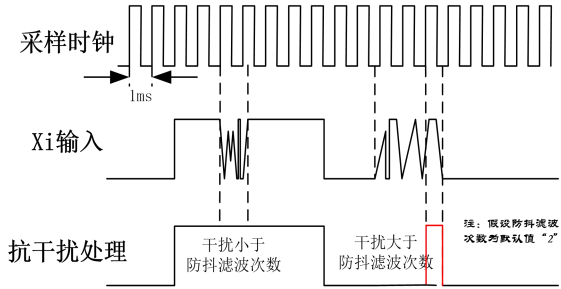 采样时钟
1ms
Xi输入
抗干扰处理
干扰小于
防抖滤波次数
干扰大于
防抖滤波次数
注：假设防抖滤波
次数为默认值“2”